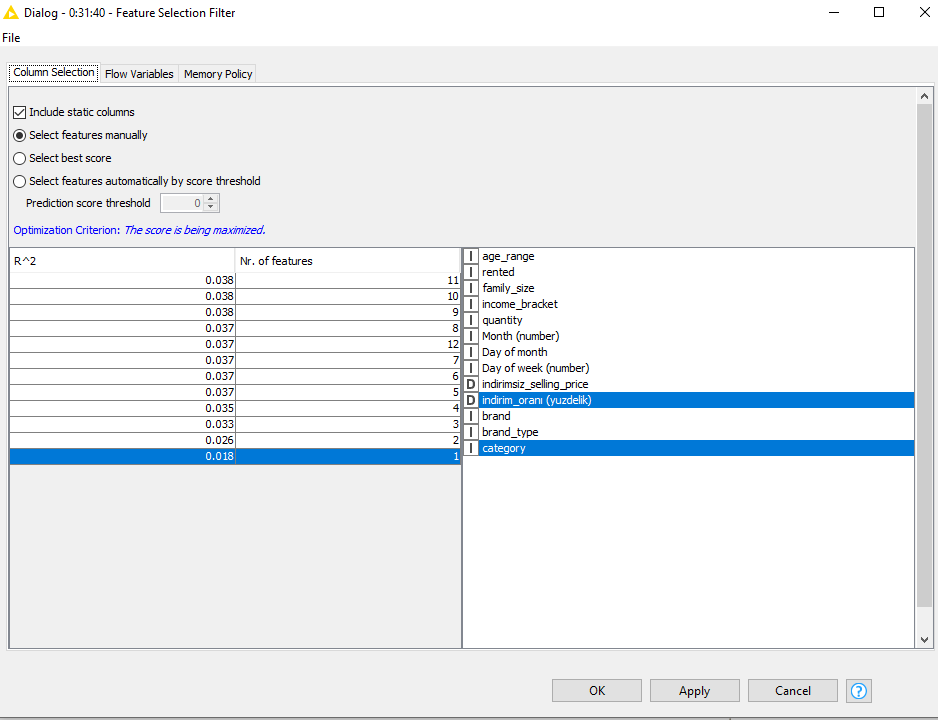 Dialog - 0:31:40 - Feature Selection Filter
File
Column Selection Flow Variables Memory Policy
Include static columns
Select features manually
Select best score
Select features automatically by score threshold
Prediction score threshold 0
Optimization Criterion: The score is being maximized.
R^2 Nr. of features
0.038 11
0.038 10
0.038 9
0.037 8
0.037 12
0.037 7
0.037 6
0.037 5
0.035 4
0.033 3
0.026 2
0.018 1
I age_range
I rented
I family_size
I income_bracket
I quantity
I Month (number)
I Day of month
I Day of week (number)
D indirimsiz_selling_price
D indirim_oranı (yuzdelik)
I brand
I brand_type
I category
OK Apply Cancel ?